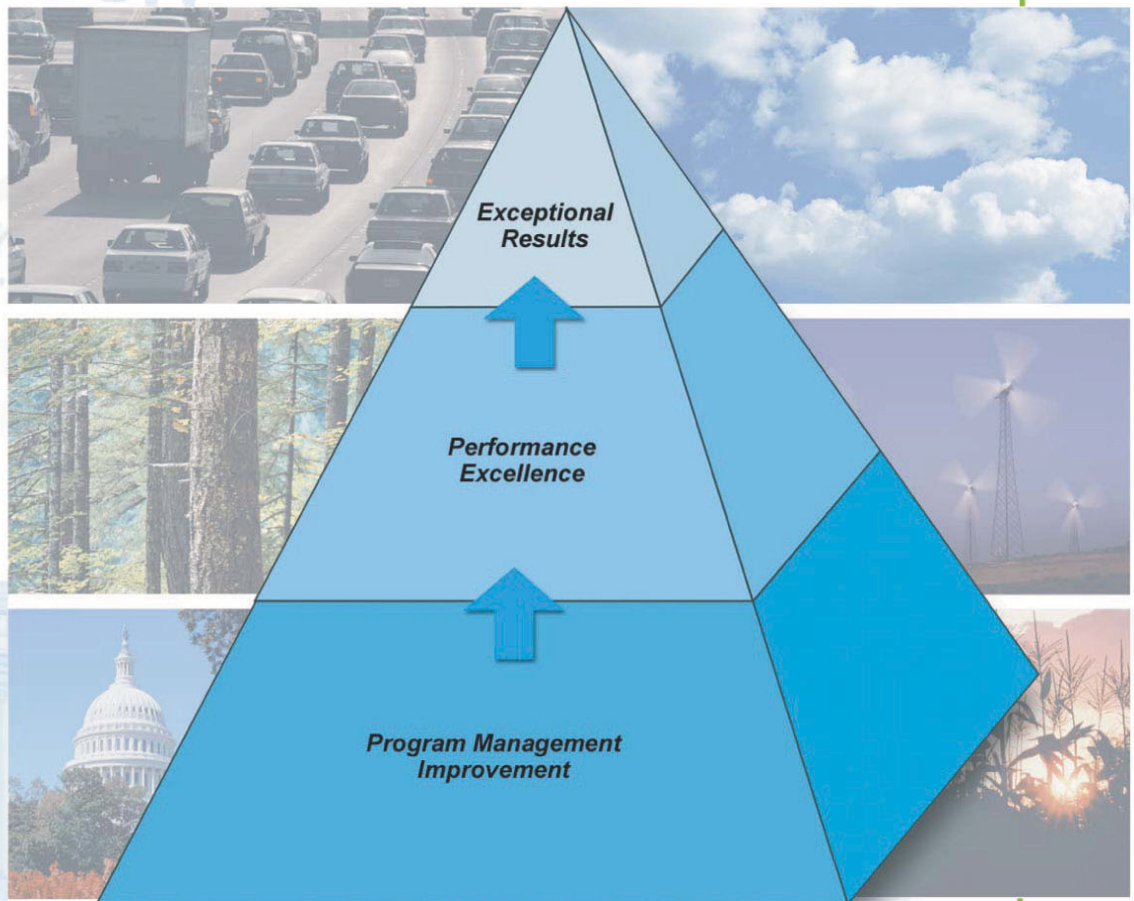 Exceptional
Results
Performance
Excellence
Program Management
Improvement